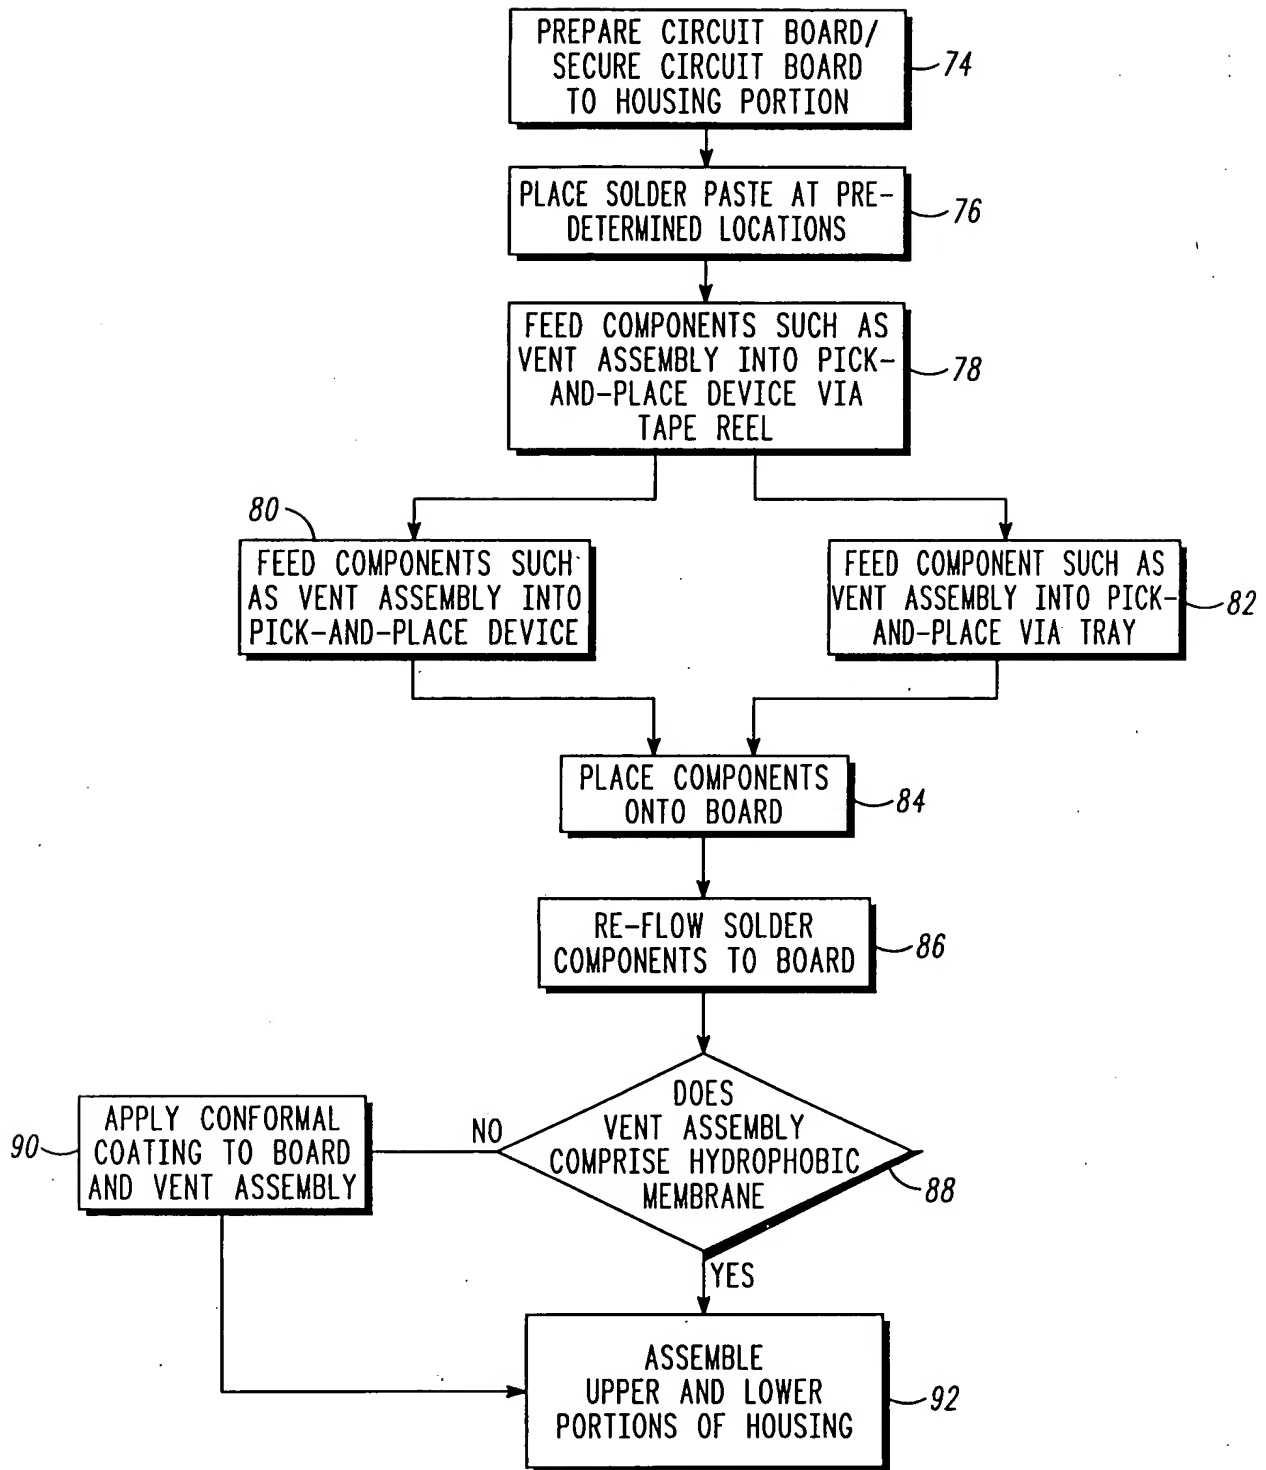 PREPARE CIRCUIT BOARD/
SECURE CIRCUIT BOARD
TO HOUSING PORTION
74
PLACE SOLDER PASTE AT PRE-
DETERMINED LOCATIONS
76
FEED COMPONENTS SUCH AS
VENT ASSEMBLY INTO PICK-
AND-PLACE DEVICE VIA
TAPE REEL
78
80
FEED COMPONENTS SUCH
AS VENT ASSEMBLY INTO
PICK-AND-PLACE DEVICE
FEED COMPONENT SUCH AS
VENT ASSEMBLY INTO PICK-
AND-PLACE VIA TRAY
82
PLACE COMPONENTS
ONTO BOARD
84
RE-FLOW SOLDER
COMPONENTS TO BOARD
86
DOES
VENT ASSEMBLY
COMPRISE HYDROPHOBIC
MEMBRANE
88
NO
APPLY CONFORMAL
COATING TO BOARD
AND VENT ASSEMBLY
90
YES
ASSEMBLE
UPPER AND LOWER
PORTIONS OF HOUSING
92